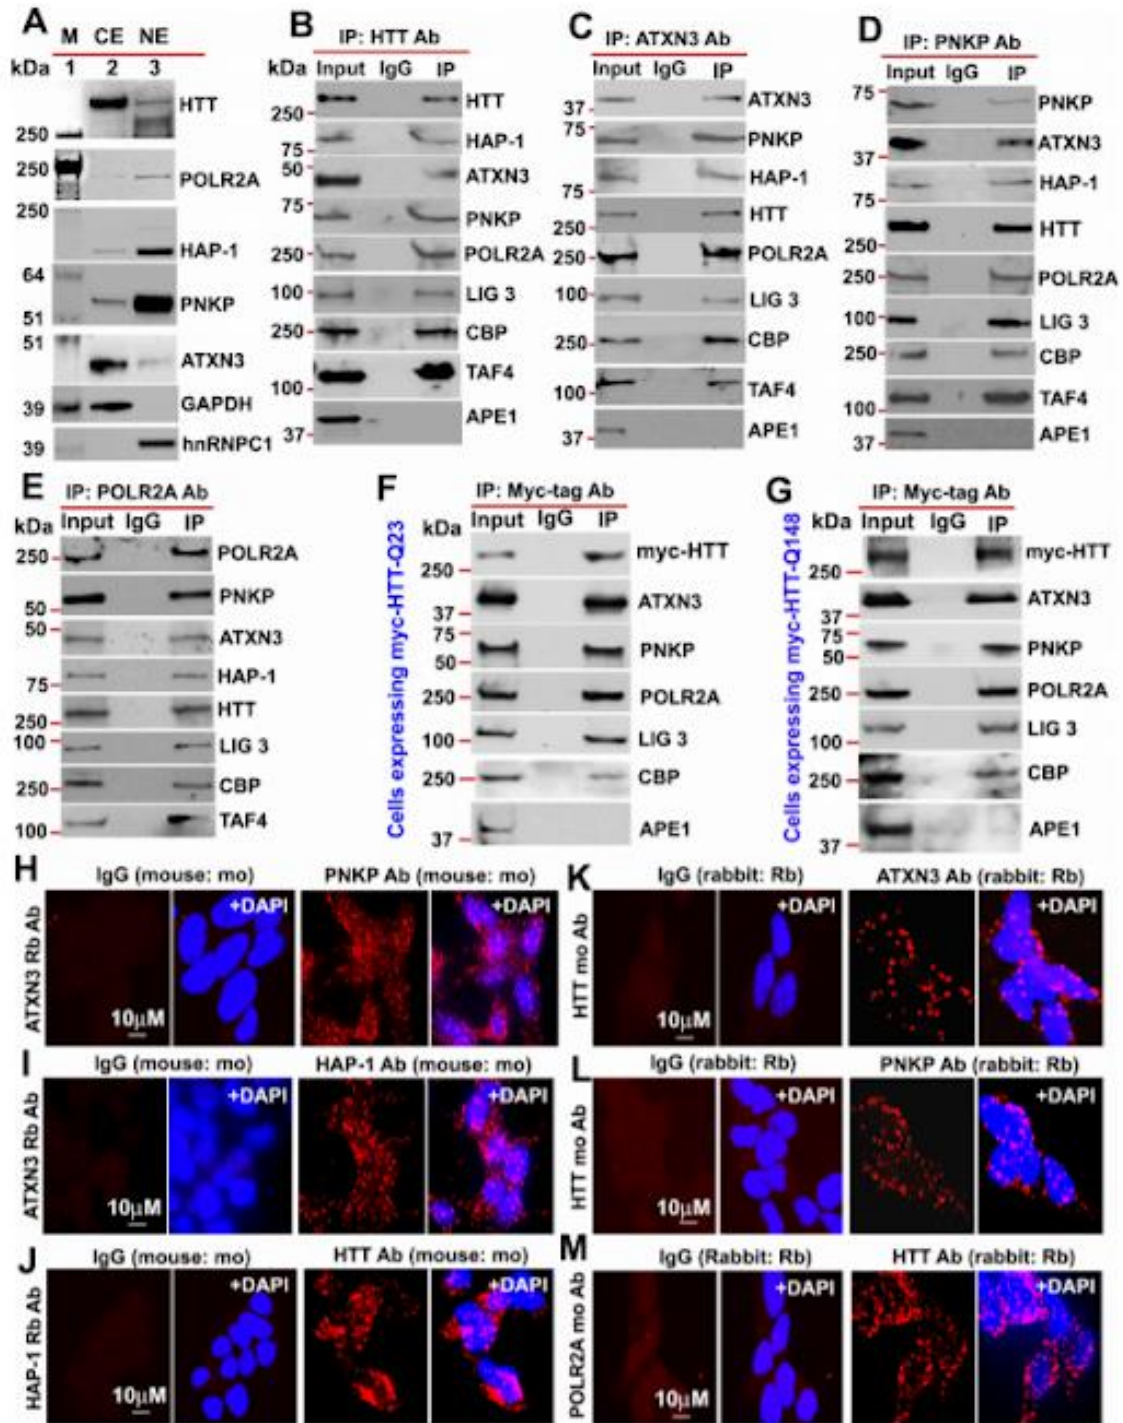 A
M CE NE
kDa 1 2 3
HTT
250
250
POLR2A
250
HAP-1
64
PNKP
51
51
ATXN3
39
GAPDH
39
hnRNPC1
B
IP: HTT Ab
kDa Input IgG IP
250
HTT
75
HAP-1
50
ATXN3
75
PNKP
250
POLR2A
100
LIG 3
250
CBP
100
TAF4
37
APE1
C
IP: ATXN3 Ab
kDa Input IgG IP
37
ATXN3
75
PNKP
75
HAP-1
250
HTT
250
POLR2A
100
LIG 3
250
CBP
100
TAF4
37
APE1
D
IP: PNKP Ab
kDa Input IgG IP
75
PNKP
37
ATXN3
75
HAP-1
250
HTT
250
POLR2A
100
LIG 3
250
CBP
100
TAF4
37
APE1
E
IP: POLR2A Ab
kDa Input IgG IP
250
POLR2A
50
PNKP
50
ATXN3
75
HAP-1
250
HTT
100
LIG 3
250
CBP
100
TAF4
F
Cells expressing myc-HTT-Q23
IP: Myc-tag Ab
kDa Input IgG IP
250
myc-HTT
37
ATXN3
75
50
PNKP
250
POLR2A
100
LIG 3
250
CBP
37
APE1
G
Cells expressing myc-HTT-Q148
IP: Myc-tag Ab
kDa Input IgG IP
250
myc-HTT
37
ATXN3
75
50
PNKP
250
POLR2A
100
LIG 3
250
CBP
37
APE1
H
IgG (mouse: mo) PNKP Ab (mouse: mo)
ATXN3 Rb Ab
+DAPI +DAPI
10µM
I
IgG (mouse: mo) HAP-1 Ab (mouse: mo)
ATXN3 Rb Ab
+DAPI +DAPI
10µM
J
IgG (mouse: mo) HTT Ab (mouse: mo)
HAP-1 Rb Ab
+DAPI +DAPI
10µM
K
IgG (rabbit: Rb) ATXN3 Ab (rabbit: Rb)
HTT mo Ab
+DAPI +DAPI
10µM
L
IgG (rabbit: Rb) PNKP Ab (rabbit: Rb)
HTT mo Ab
+DAPI +DAPI
10µM
M
IgG (Rabbit: Rb) HTT Ab (rabbit: Rb)
POLR2A mo Ab
+DAPI +DAPI
10µM